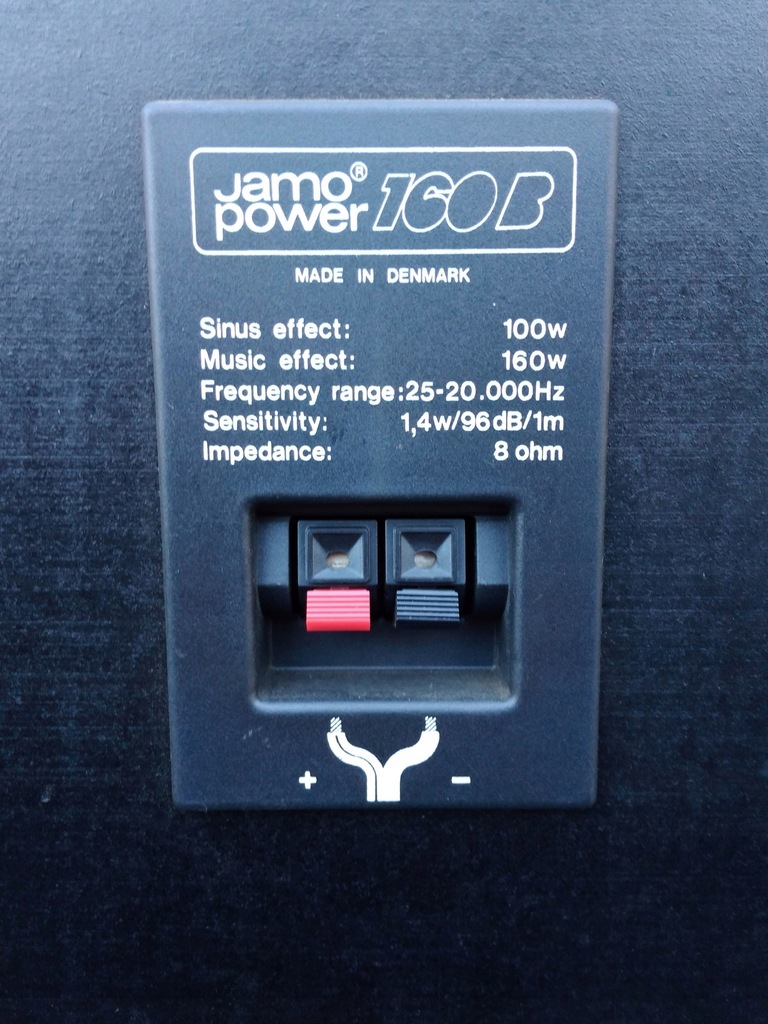 Jamo®
power 160B
MADE IN DENMARK
Sinus effect: 100w
Music effect: 160w
Frequency range: 25-20.000Hz
Sensitivity: 1,4w/96dB/1m
Impedance: 8 ohm
+ -